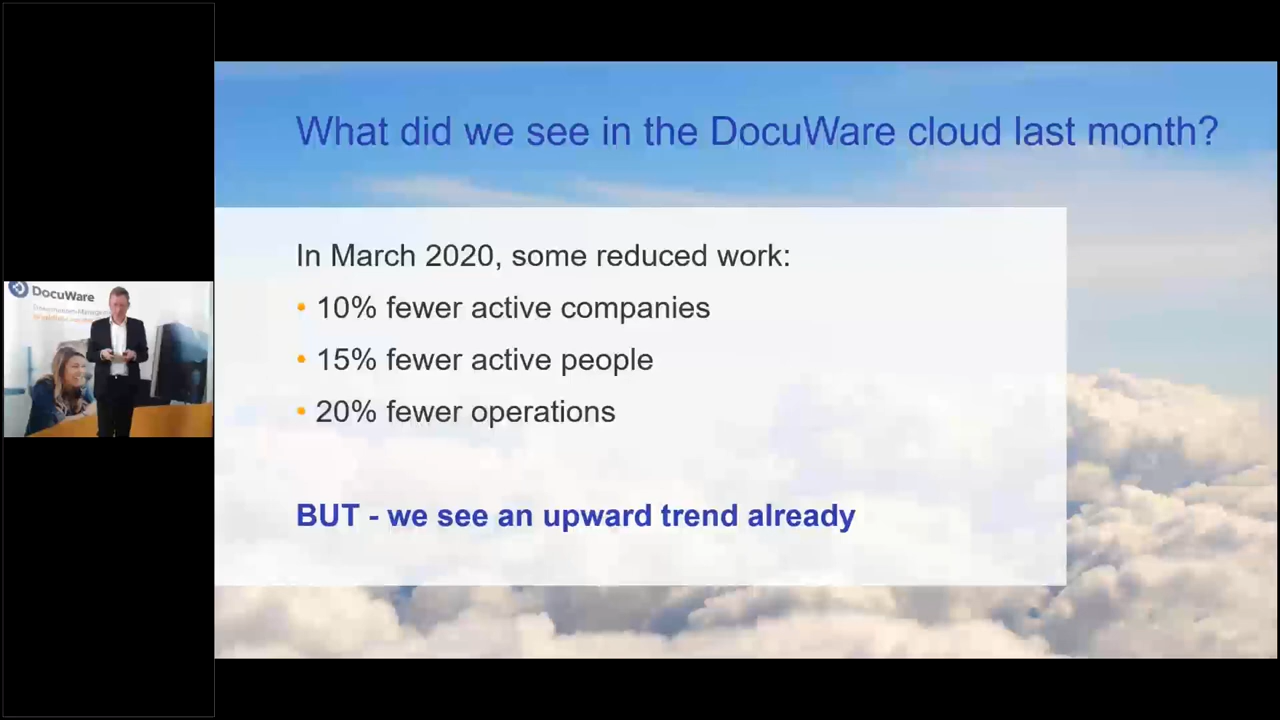 What did we see in the DocuWare cloud last month?
In March 2020, some reduced work:
• 10% fewer active companies
• 15% fewer active people
• 20% fewer operations
BUT - we see an upward trend already
DocuWare